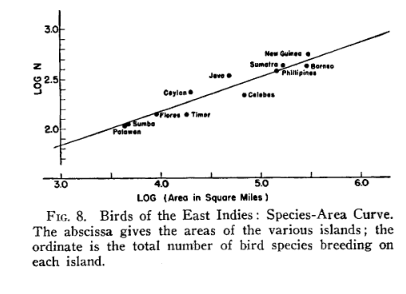 3.0
New Guinea
Sumatra
Borneo
Java
Phillipines
LOG N
2.5
Ceylon
Celebes
Flores
Timor
2.0
Sumba
Palawan
3.0
4.0
5.0
6.0
LOG (Area in Square Miles)
FIG. 8. Birds of the East Indies: Species-Area Curve.
The abscissa gives the areas of the various islands; the
ordinate is the total number of bird species breeding on
each island.